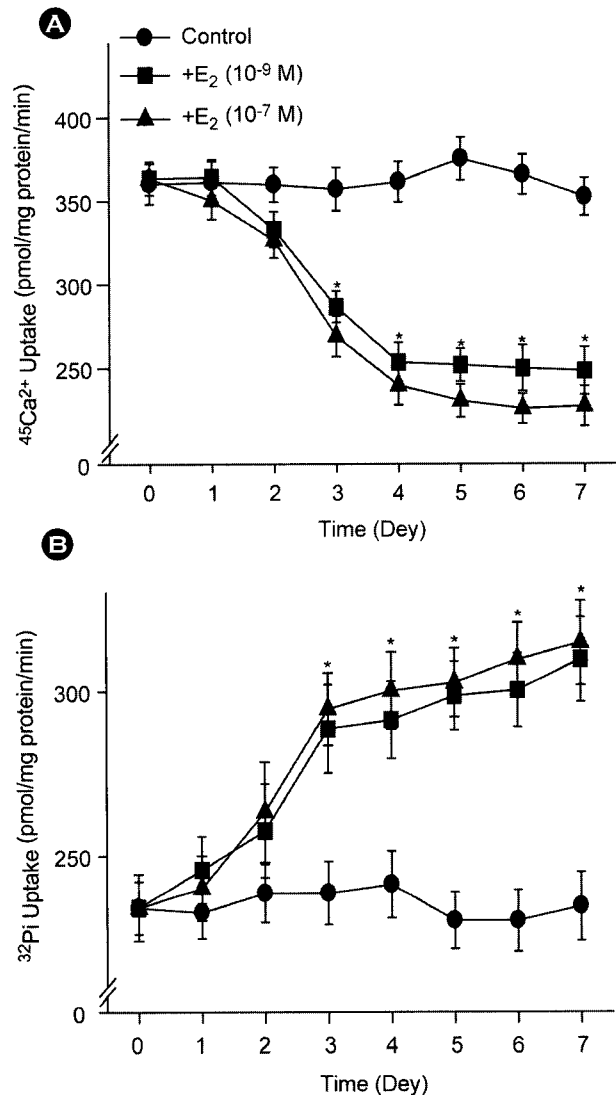 A
Control
+E₂ (10⁻⁹ M)
+E₂ (10⁻⁷ M)
⁴⁵Ca²⁺ Uptake (pmol/mg protein/min)
400
350
300
250
0
* * * * *
0 1 2 3 4 5 6 7
Time (Dey)
B
³²Pi Uptake (pmol/mg protein/min)
300
250
0
* * * * *
0 1 2 3 4 5 6 7
Time (Dey)